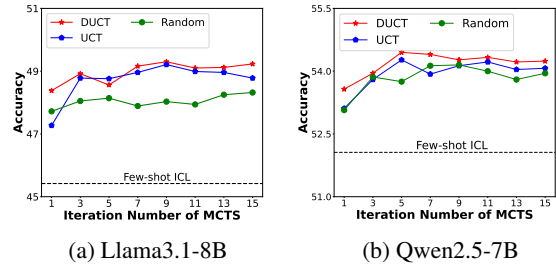 51
49
47
45
Accuracy
DUCT
UCT
Random
Few-shot ICL
1 3 5 7 9 11 13 15
Iteration Number of MCTS
(a) Llama3.1-8B
55.5
54.0
52.5
51.0
Accuracy
DUCT
UCT
Random
Few-shot ICL
1 3 5 7 9 11 13 15
Iteration Number of MCTS
(b) Qwen2.5-7B